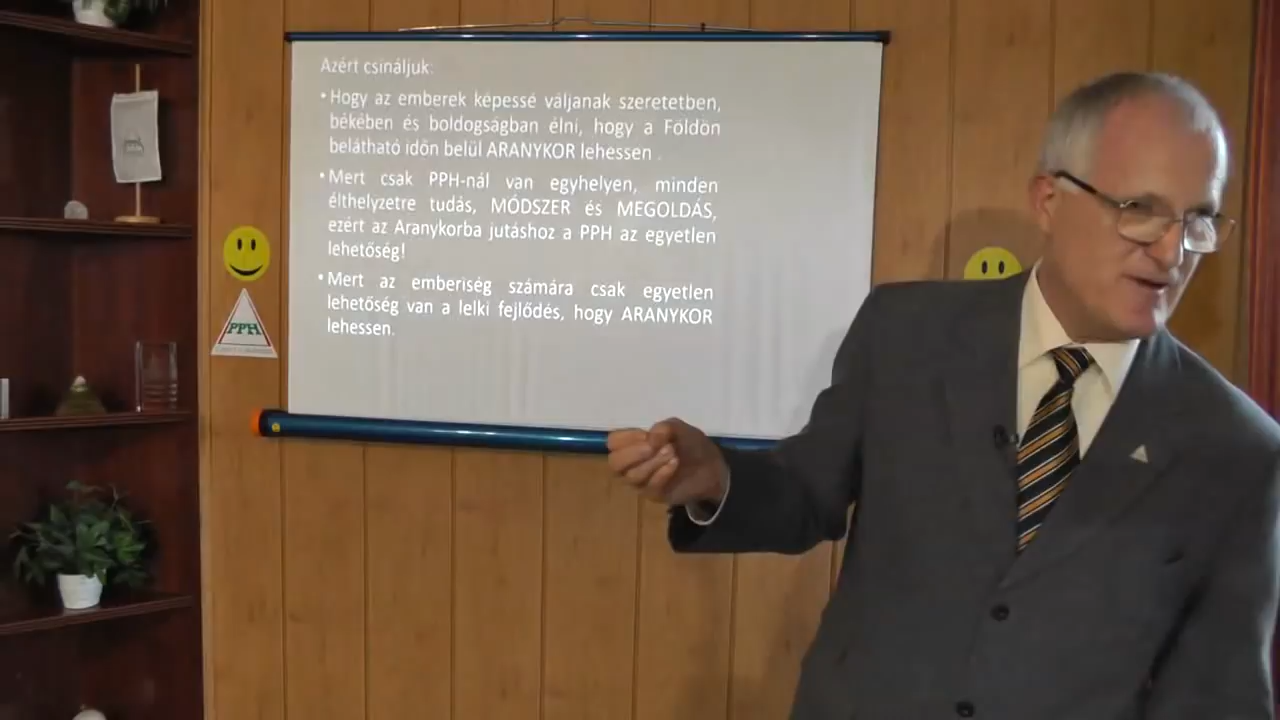 Azért csináljuk:
• Hogy az emberek képessé váljanak szeretetben,
békében és boldogságban élni, hogy a Földön
belátható időn belül ARANYKOR lehessen .
• Mert csak PPH-nál van egyhelyen, minden
élthelyzetre tudás, MÓDSZER és MEGOLDÁS,
ezért az Aranykorba jutáshoz a PPH az egyetlen
lehetőség!
• Mert az emberiség számára csak egyetlen
lehetőség van a lelki fejlődés, hogy ARANYKOR
lehessen.
PPH